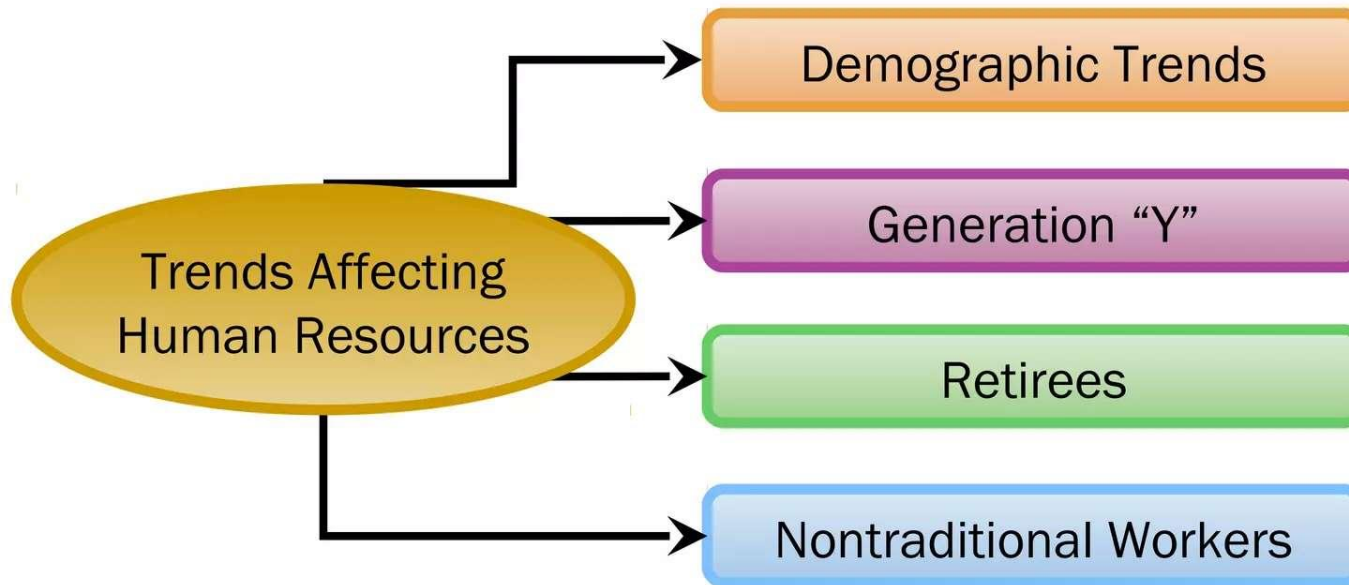 Demographic Trends
Generation “Y”
Trends Affecting
Human Resources
Retirees
Nontraditional Workers